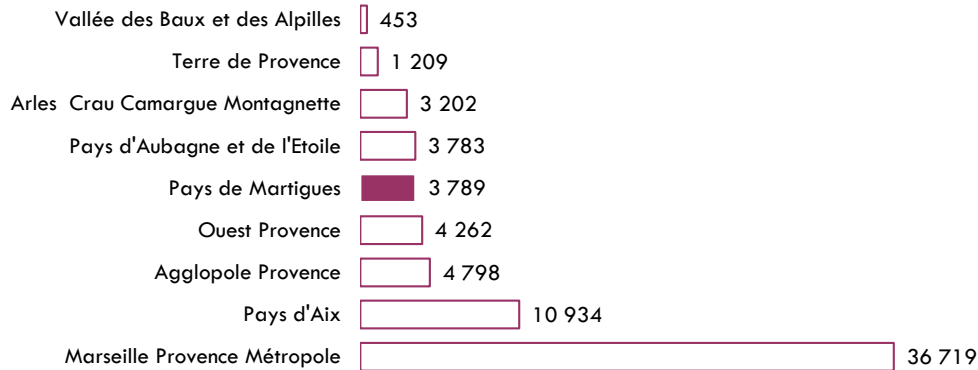 Vallée des Baux et des Alpilles 453
Terre de Provence 1 209
Arles  Crau Camargue Montagnette 3 202
Pays d'Aubagne et de l'Etoile 3 783
Pays de Martigues 3 789
Ouest Provence 4 262
Agglopole Provence 4 798
Pays d'Aix 10 934
Marseille Provence Métropole 36 719